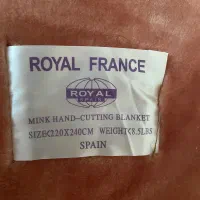 ROYAL FRANCE
ROYAL
MINK HAND-CUTTING BLANKET
SIZE:220X240CM WEIGHT:8.5LBS
SPAIN